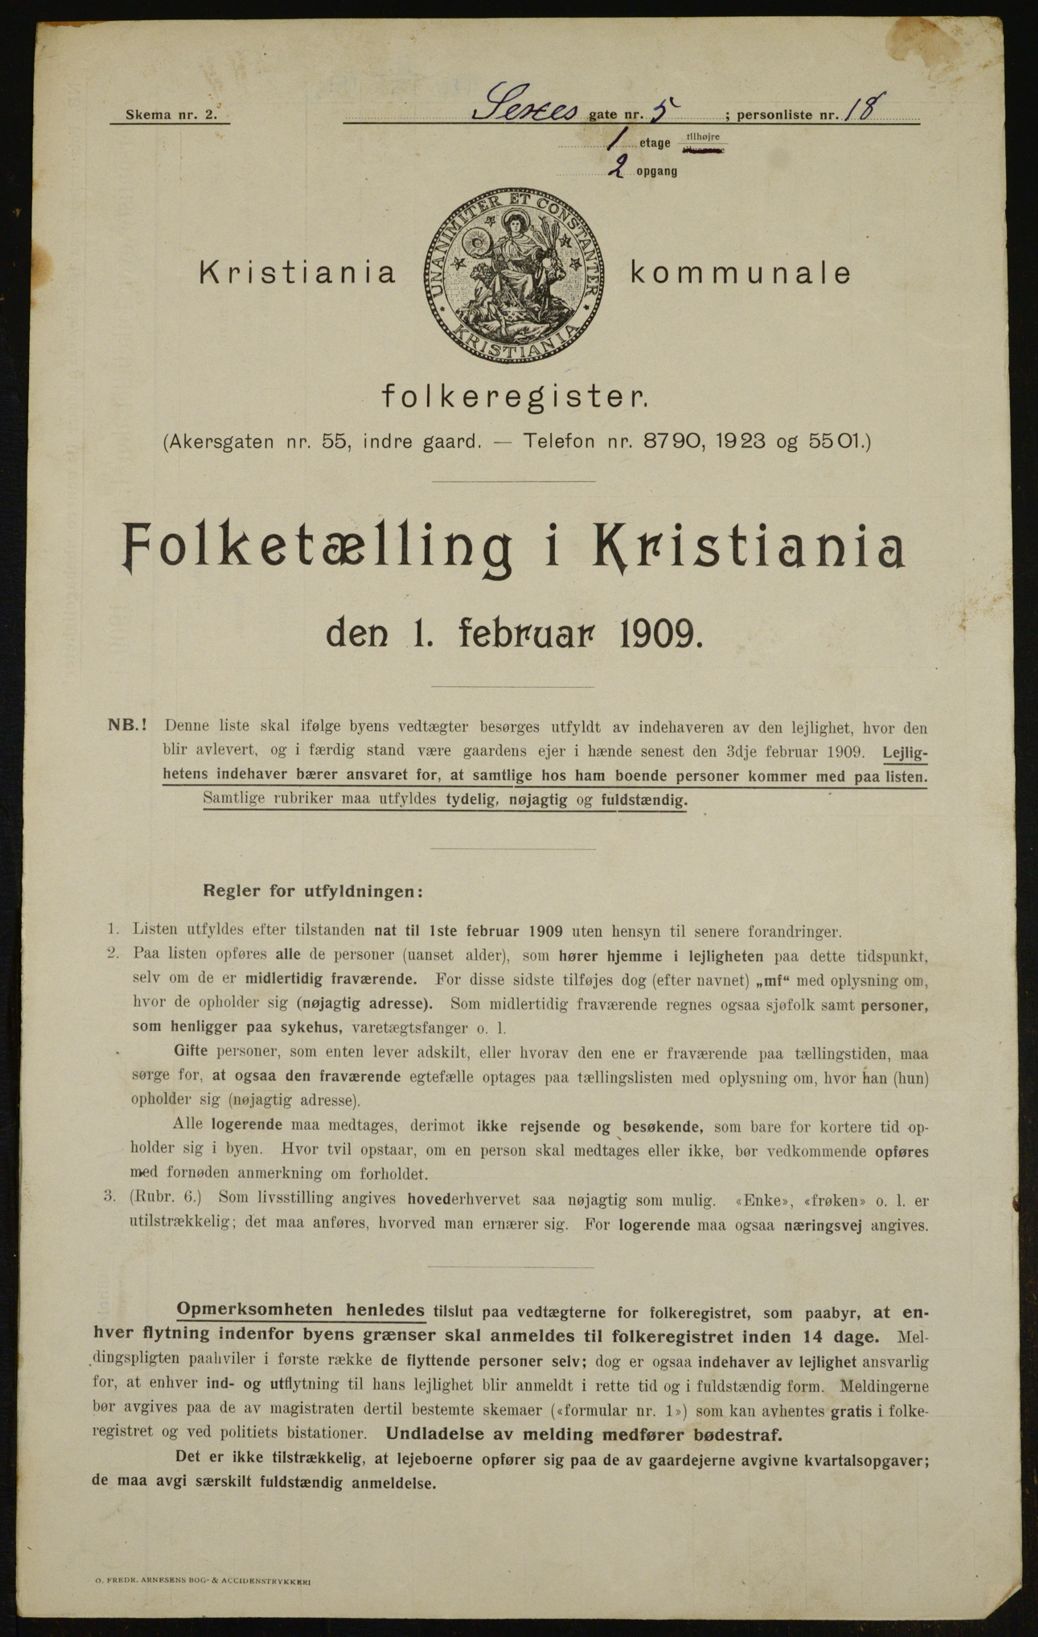 Skema nr. 2.
Sexes gate nr. 5 ; personliste nr. 18
1 etage tilhøjre
2 opgang
UNANIMITER ET CONSTANTER
KRISTIANIA
Kristiania kommunale
folkeregister.
(Akersgaten nr. 55, indre gaard. — Telefon nr. 8790, 1923 og 5501.)
Folketælling i Kristiania
den 1. februar 1909.
NB.! Denne liste skal ifølge byens vedtægter besørges utfyldt av indehaveren av den lejlighet, hvor den
blir avlevert, og i færdig stand være gaardens ejer i hænde senest den 3dje februar 1909. Lejlig-
hetens indehaver bærer ansvaret for, at samtlige hos ham boende personer kommer med paa listen.
Samtlige rubriker maa utfyldes tydelig, nøjagtig og fuldstændig.
Regler for utfyldningen:
1. Listen utfyldes efter tilstanden nat til 1ste februar 1909 uten hensyn til senere forandringer.
2. Paa listen opføres alle de personer (uanset alder), som hører hjemme i lejligheten paa dette tidspunkt,
selv om de er midlertidig fraværende. For disse sidste tilføjes dog (efter navnet) „mf“ med oplysning om,
hvor de opholder sig (nøjagtig adresse). Som midlertidig fraværende regnes ogsaa sjøfolk samt personer,
som henligger paa sykehus, varetægtsfanger o. l.
Gifte personer, som enten lever adskilt, eller hvorav den ene er fraværende paa tællingstiden, maa
sørge for, at ogsaa den fraværende egtefælle optages paa tællingslisten med oplysning om, hvor han (hun)
opholder sig (nøjagtig adresse).
Alle logerende maa medtages, derimot ikke rejsende og besøkende, som bare for kortere tid op-
holder sig i byen. Hvor tvil opstaar, om en person skal medtages eller ikke, bør vedkommende opføres
med fornøden anmerkning om forholdet.
3. (Rubr. 6.) Som livsstilling angives hovederhvervet saa nøjagtig som mulig. «Enke», «frøken» o. l. er
utilstrækkelig; det maa anføres, hvorved man ernærer sig. For logerende maa ogsaa næringsvej angives.
Opmerksomheten henledes tilslut paa vedtægterne for folkeregistret, som paabyr, at en-
hver flytning indenfor byens grænser skal anmeldes til folkeregistret inden 14 dage. Mel-
dingspligten paahviler i første række de flyttende personer selv; dog er ogsaa indehaver av lejlighet ansvarlig
for, at enhver ind- og utflytning til hans lejlighet blir anmeldt i rette tid og i fuldstændig form. Meldingerne
bør avgives paa de av magistraten dertil bestemte skemaer («formular nr. 1») som kan avhentes gratis i folke-
registret og ved politiets bistationer. Undladelse av melding medfører bødestraf.
Det er ikke tilstrækkelig, at lejeboerne opfører sig paa de av gaardejerne avgivne kvartalsopgaver;
de maa avgi særskilt fuldstændig anmeldelse.
O. FREDR. ARNESENS BOG- & ACCIDENSTRYKKERI